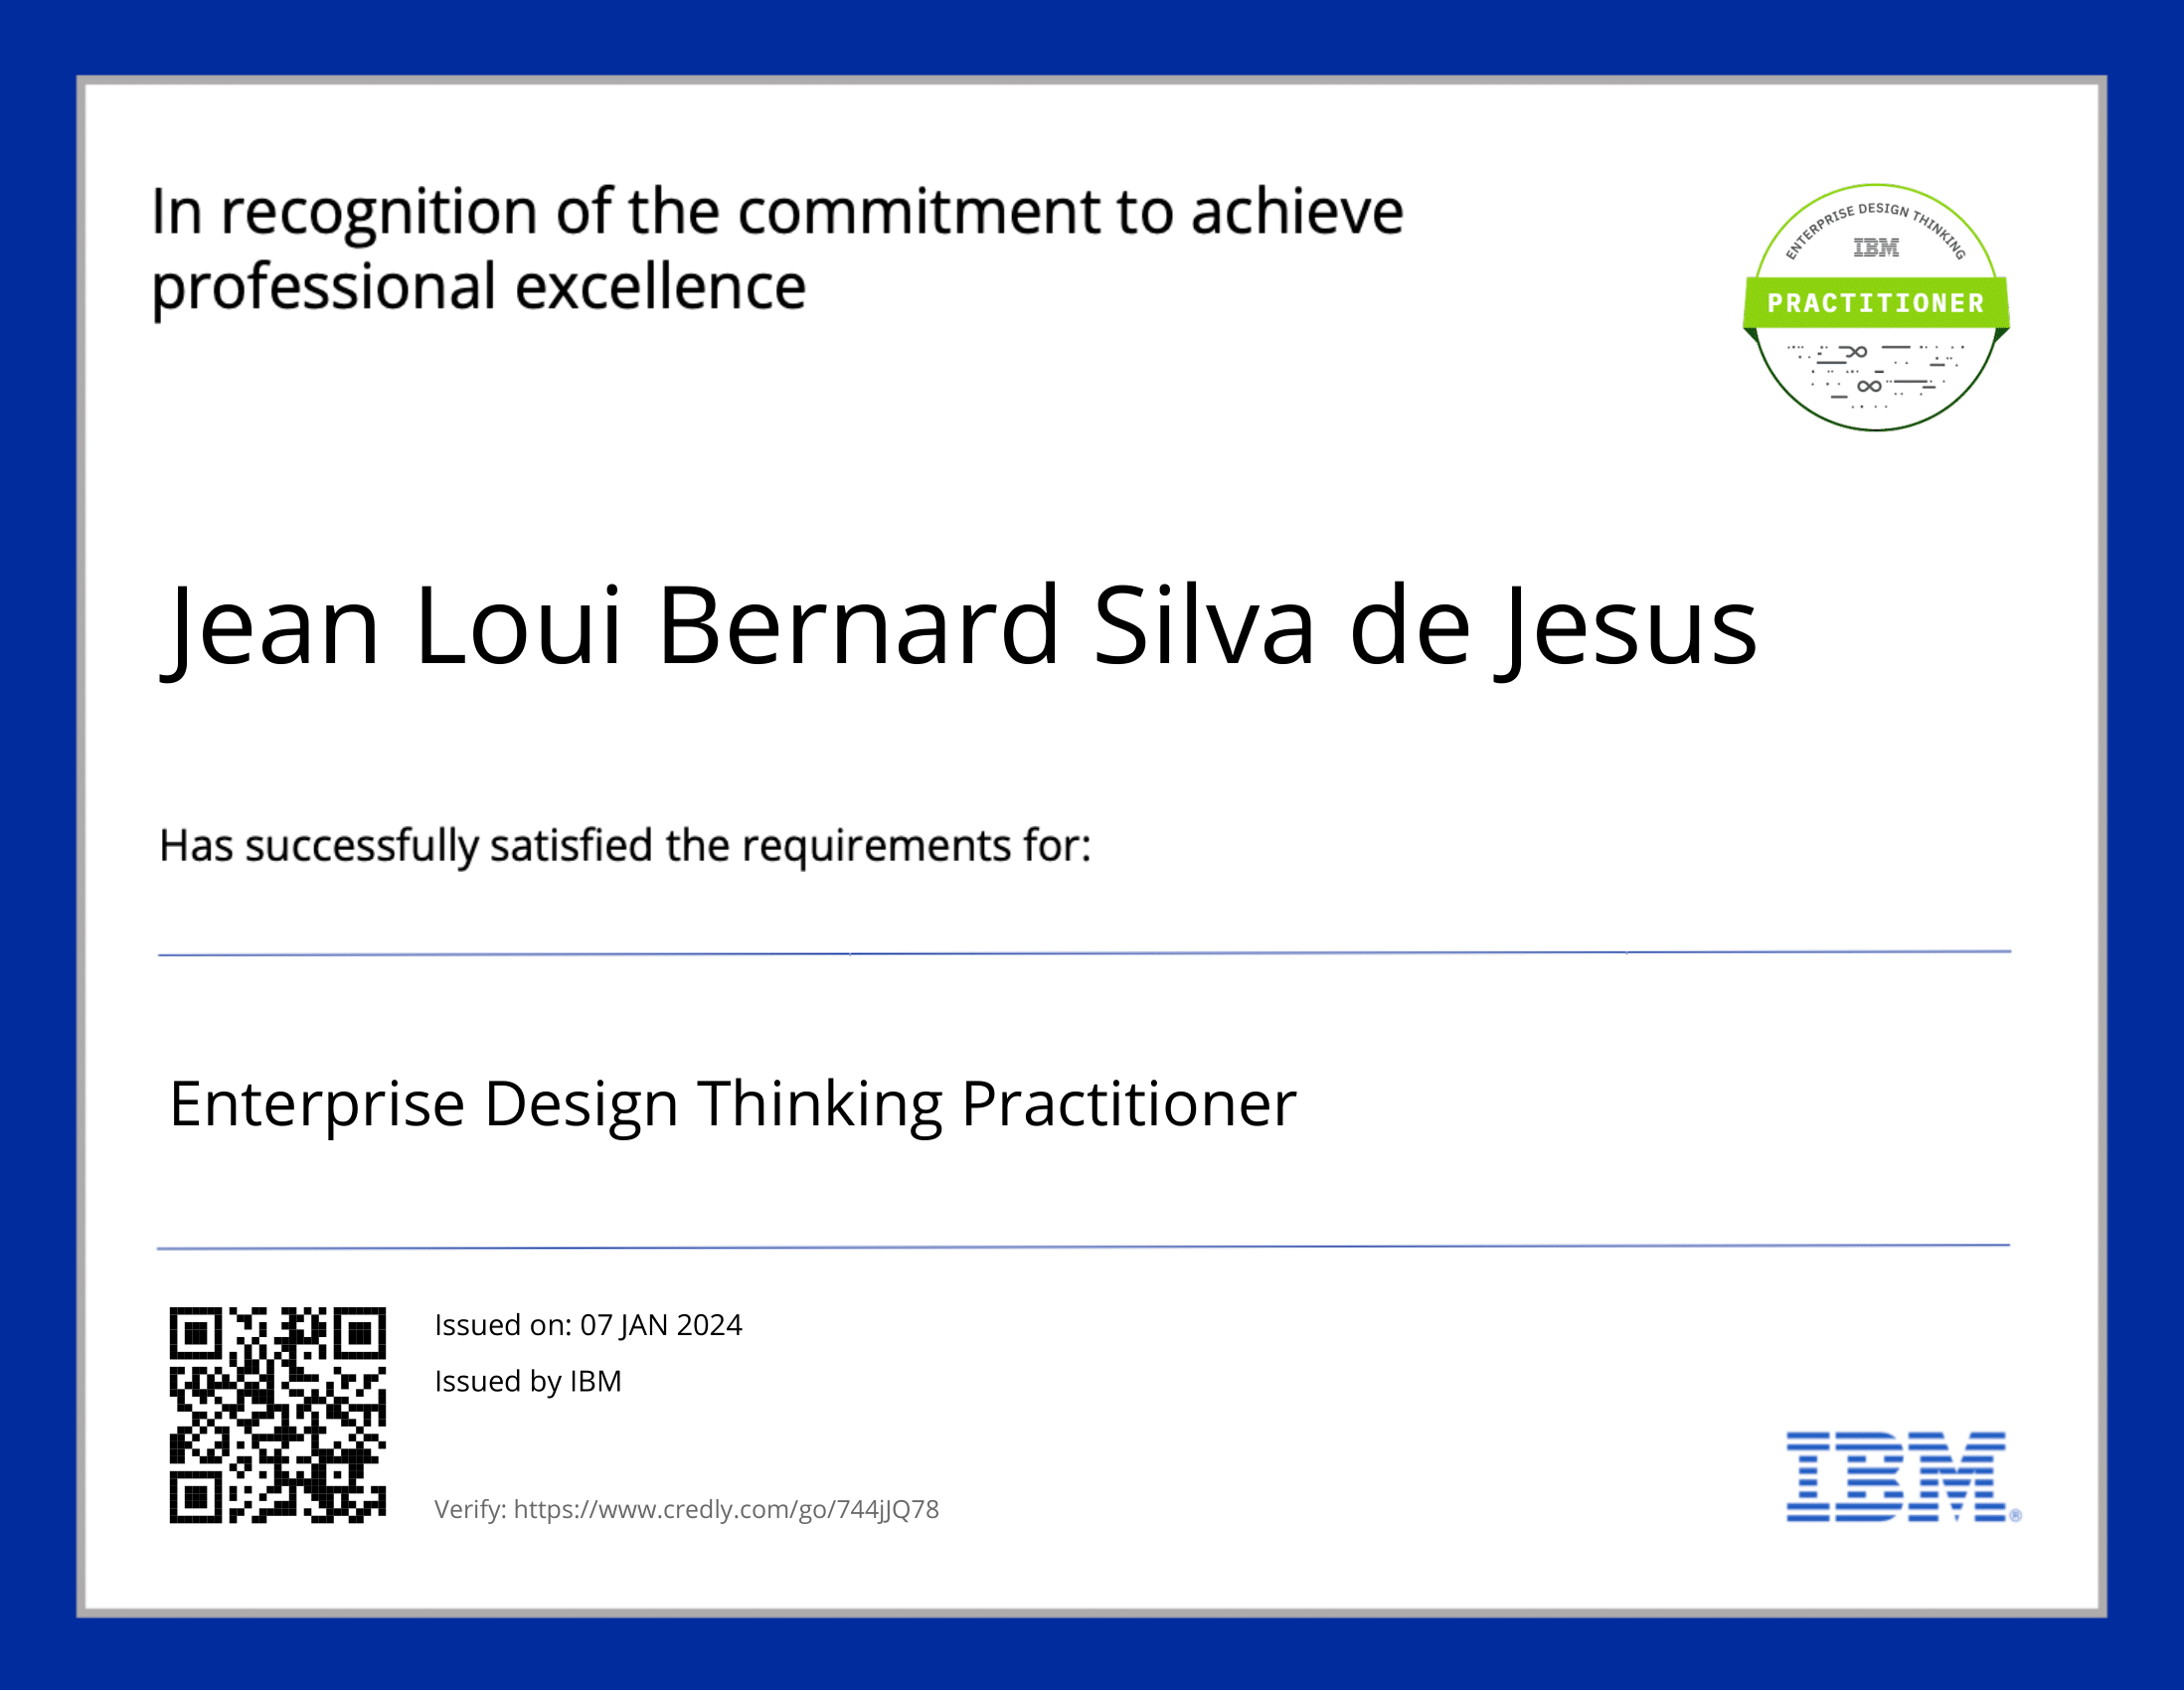 In recognition of the commitment to achieve
professional excellence
ENTERPRISE DESIGN THINKING
IBM
PRACTITIONER
Jean Loui Bernard Silva de Jesus
Has successfully satisfied the requirements for:
Enterprise Design Thinking Practitioner
Issued on: 07 JAN 2024
Issued by IBM
Verify: https://www.credly.com/go/744jJQ78
IBM®